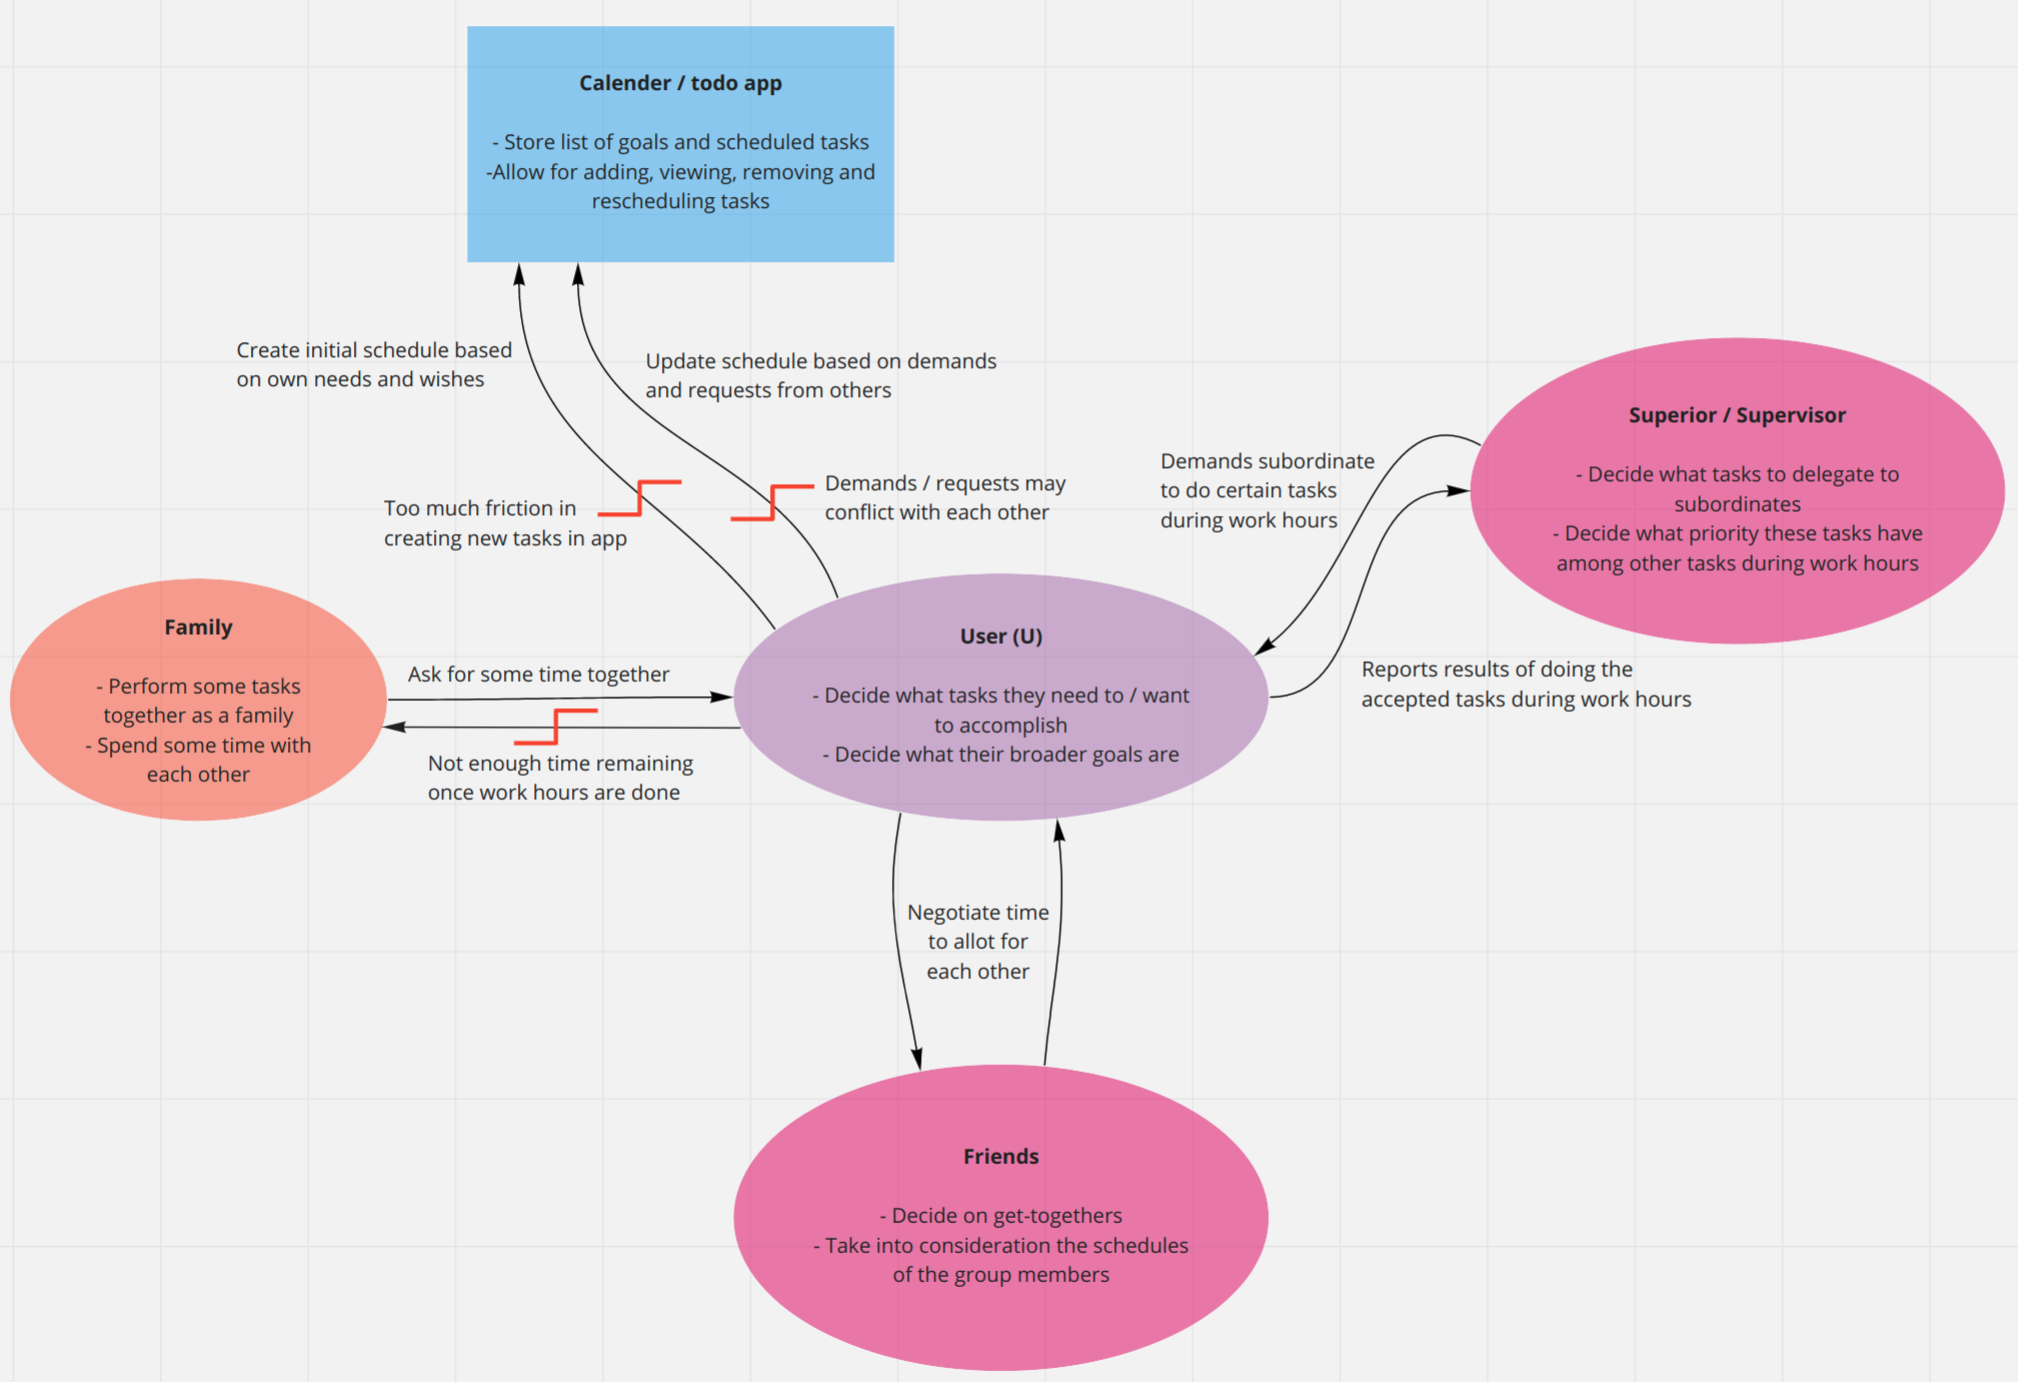 Calender / todo app
- Store list of goals and scheduled tasks
-Allow for adding, viewing, removing and
rescheduling tasks
Create initial schedule based
on own needs and wishes
Update schedule based on demands
and requests from others
Too much friction in
creating new tasks in app
Demands / requests may
conflict with each other
Demands subordinate
to do certain tasks
during work hours
Superior / Supervisor
- Decide what tasks to delegate to
subordinates
- Decide what priority these tasks have
among other tasks during work hours
Reports results of doing the
accepted tasks during work hours
Family
- Perform some tasks
together as a family
- Spend some time with
each other
Ask for some time together
Not enough time remaining
once work hours are done
User (U)
- Decide what tasks they need to / want
to accomplish
- Decide what their broader goals are
Negotiate time
to allot for
each other
Friends
- Decide on get-togethers
- Take into consideration the schedules
of the group members